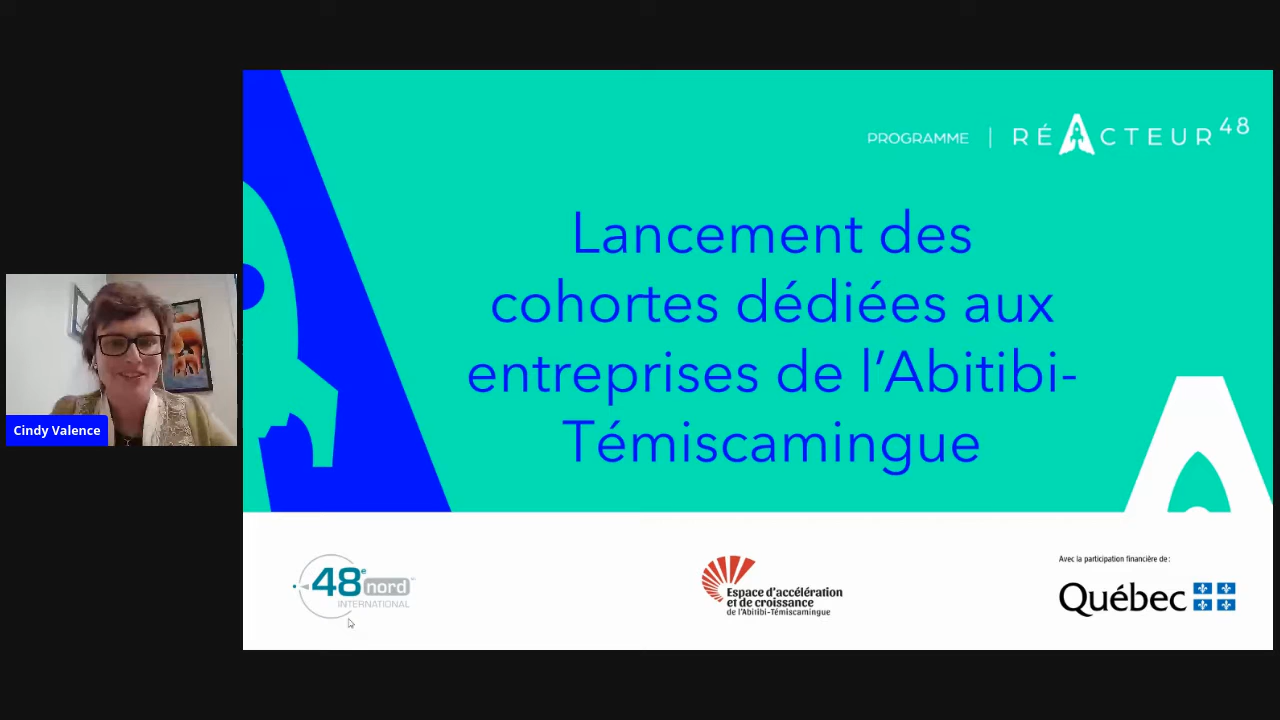 PROGRAMME | RÉACTEUR 48
Lancement des
cohortes dédiées aux
entreprises de l'Abitibi-
Témiscamingue
Cindy Valence
48e nord
INTERNATIONAL
Espace d'accélération
et de croissance
de l'Abitibi-Témiscamingue
Avec la participation financière de :
Québec